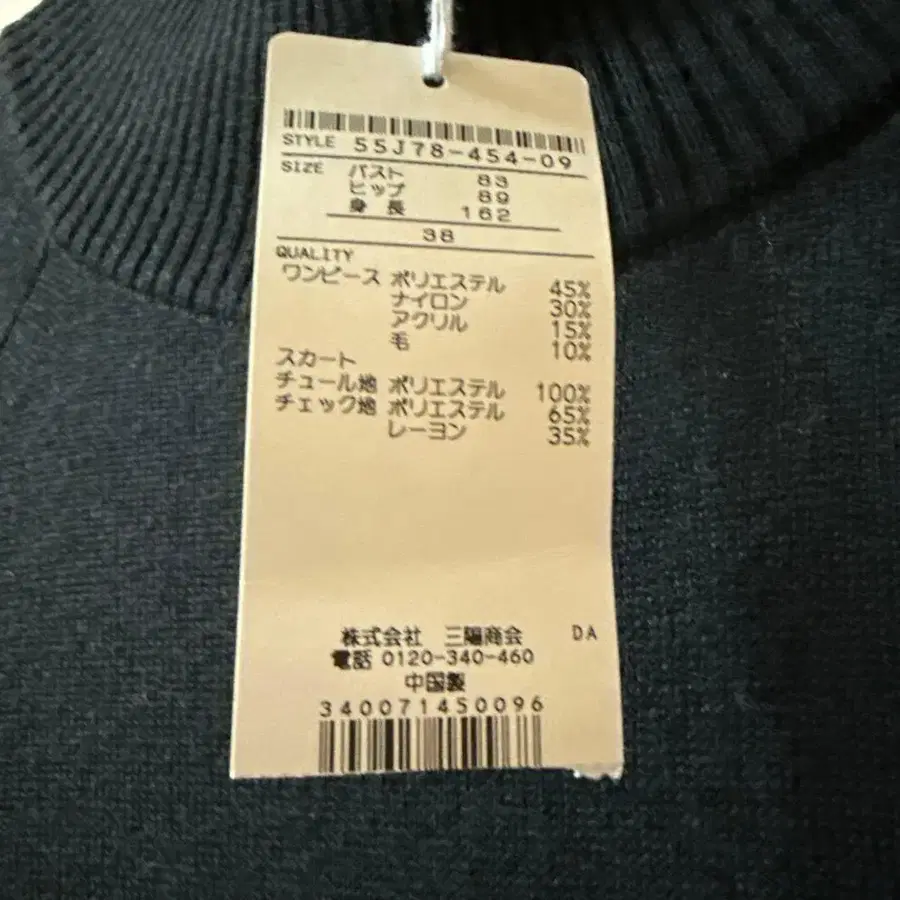 STYLE 55J78-454-09
SIZE バスト 83
ヒップ 89
身長 162
38
QUALITY
ワンピース ポリエステル 45%
ナイロン 30%
アクリル 15%
毛 10%
スカート
チュール地 ポリエステル 100%
チェック地 ポリエステル 65%
レーヨン 35%
株式会社 三陽商会 DA
電話 0120-340-460
中国製
340071450096